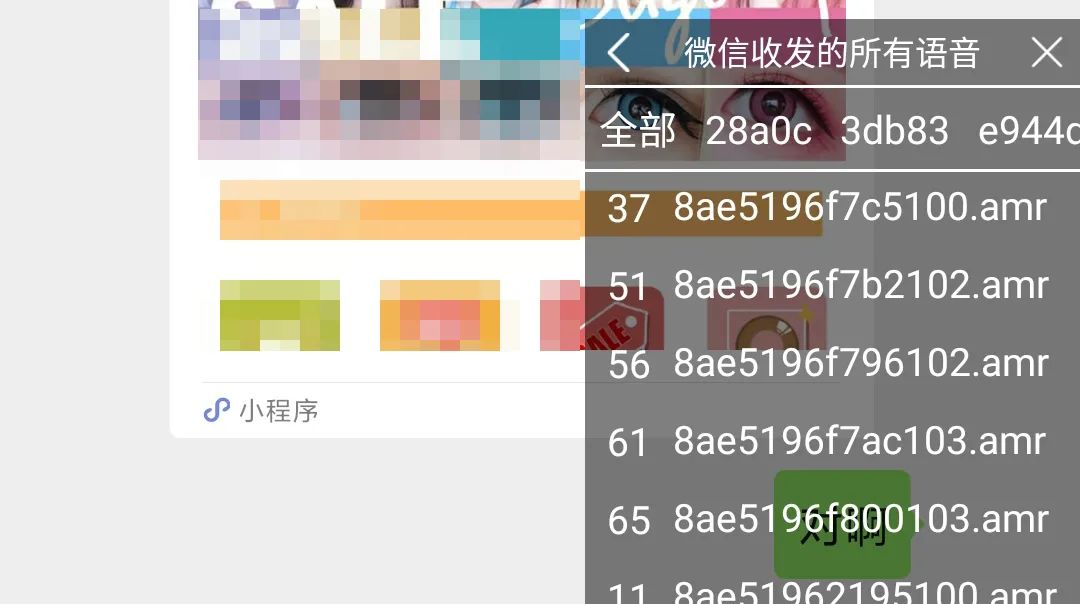 微信收发的所有语音
全部 28a0c 3db83 e944c
37 8ae5196f7c5100.amr
51 8ae5196f7b2102.amr
SALE
56 8ae5196f796102.amr
小程序
61 8ae5196f7ac103.amr
65 8ae5196f800103.amr
对啊
11 8ae51962195100.amr